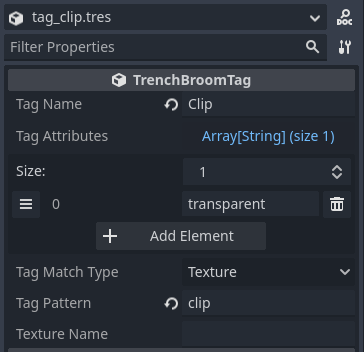 tag_clip.tres
DOC
Filter Properties
TrenchBroomTag
Tag Name Clip
Tag Attributes Array[String] (size 1)
Size: 1
0 transparent
Add Element
Tag Match Type Texture
Tag Pattern clip
Texture Name